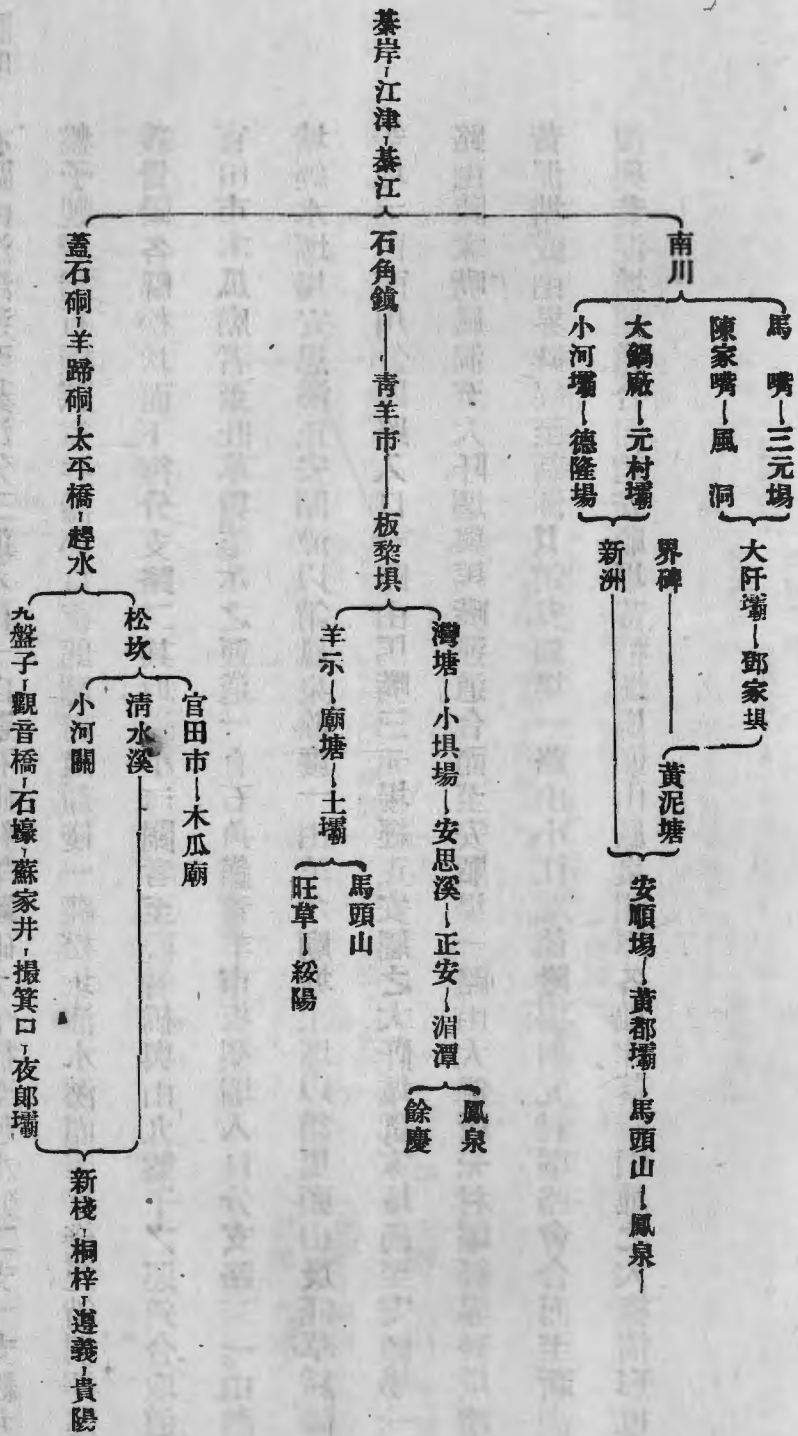 綦岸-江津-綦江
南川
馬嘴-三元場
陳家嘴-風洞
大鍋廠-元村壩
小河壩-德隆場
大阡壩-鄧家垻
界碑
新洲
黃泥塘
安順場-黃都壩-馬頭山-鳳泉-
石角鎮-青羊市-板黎垻
灣塘-小垻場-安思溪-正安-湄潭
鳳泉
餘慶
羊示-廟塘-土壩
馬頭山
旺草-綏陽
蓋石硐-羊蹄硐-太平橋-趕水
松坎
官田市-木瓜廟
清水溪
小河關
九盤子-觀音橋-石壕-蘇家井-撮箕口-夜郎壩
新棧-桐梓-遵義-貴陽